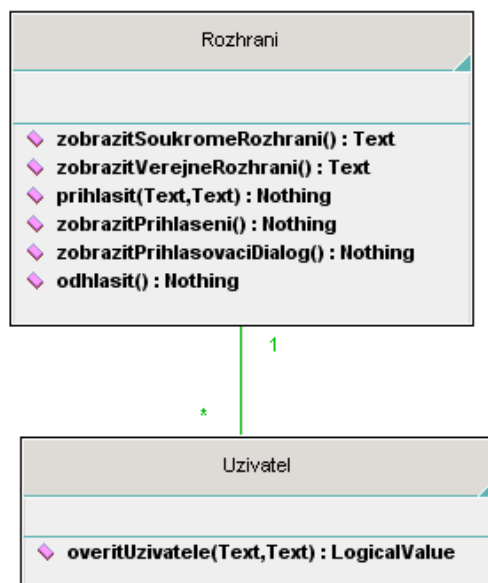 Rozhrani
zobrazitSoukromeRozhrani() : Text
zobrazitVerejneRozhrani() : Text
prihlasit(Text,Text) : Nothing
zobrazitPrihlaseni() : Nothing
zobrazitPrihlasovaciDialog() : Nothing
odhlasit() : Nothing
1
*
Uzivatel
overitUzivatele(Text,Text) : LogicalValue